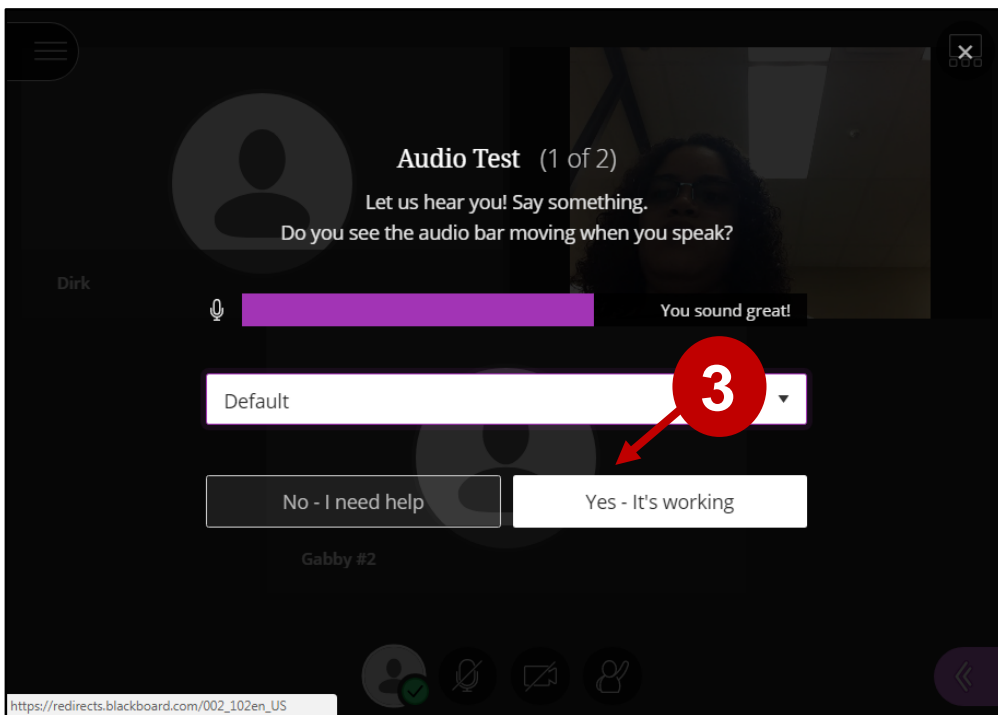 Audio Test (1 of 2)
Let us hear you! Say something.
Do you see the audio bar moving when you speak?
Dirk
You sound great!
3
Default
No - I need help
Yes - It's working
Gabby #2
https://redirects.blackboard.com/002_102en_US